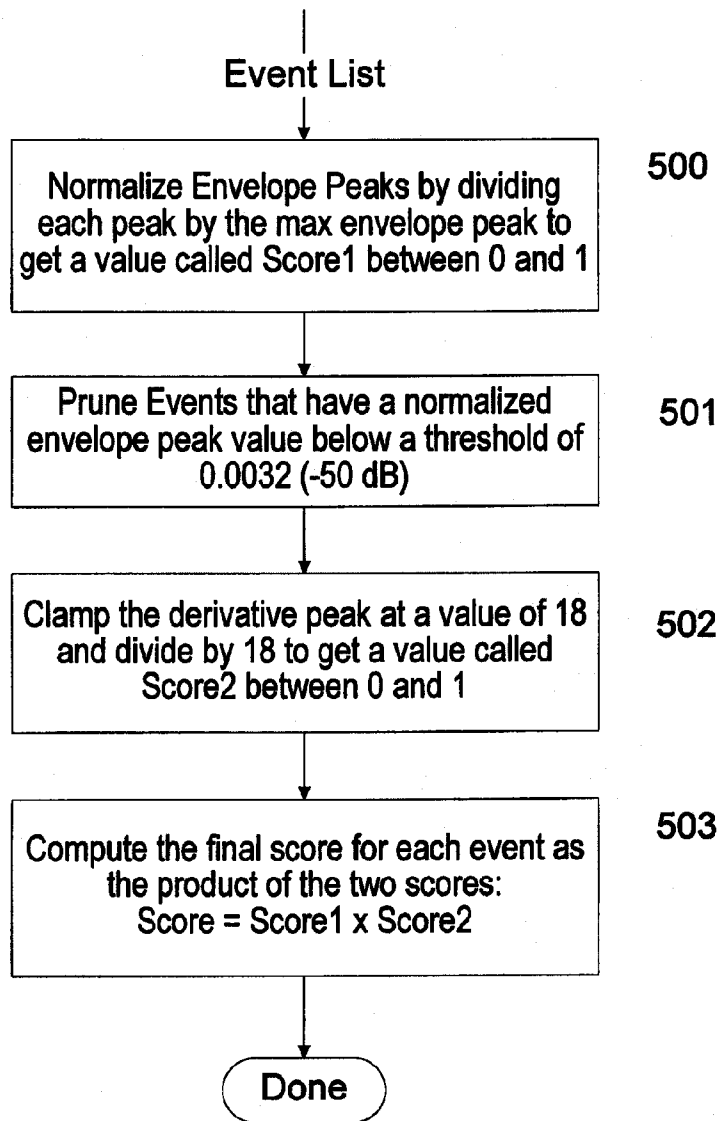 Event List
500
Normalize Envelope Peaks by dividing
each peak by the max envelope peak to
get a value called Score1 between 0 and 1
501
Prune Events that have a normalized
envelope peak value below a threshold of
0.0032 (-50 dB)
502
Clamp the derivative peak at a value of 18
and divide by 18 to get a value called
Score2 between 0 and 1
503
Compute the final score for each event as
the product of the two scores:
Score = Score1 x Score2
Done